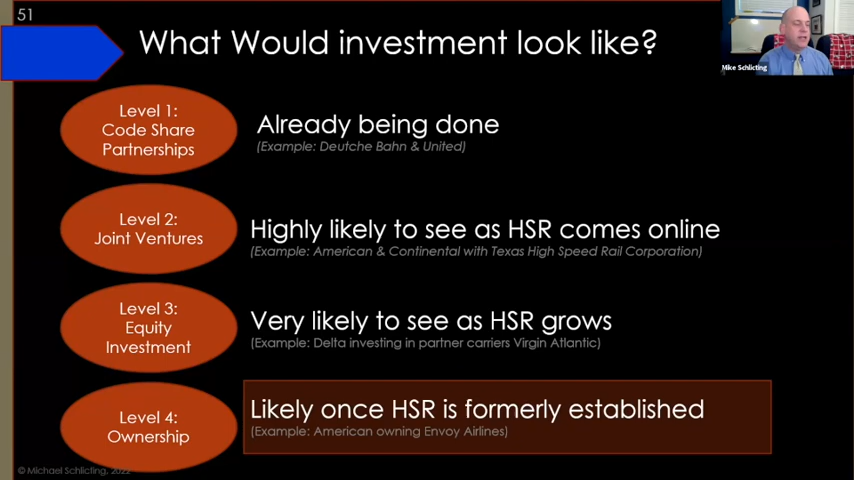 51
What Would investment look like?
Mike Schlicting
Level 1:
Code Share
Partnerships
Already being done
(Example: Deutche Bahn & United)
Level 2:
Joint Ventures
Highly likely to see as HSR comes online
(Example: American & Continental with Texas High Speed Rail Corporation)
Level 3:
Equity
Investment
Very likely to see as HSR grows
(Example: Delta investing in partner carriers Virgin Atlantic)
Level 4:
Ownership
Likely once HSR is formerly established
(Example: American owning Envoy Airlines)
© Michael Schlicting, 2022